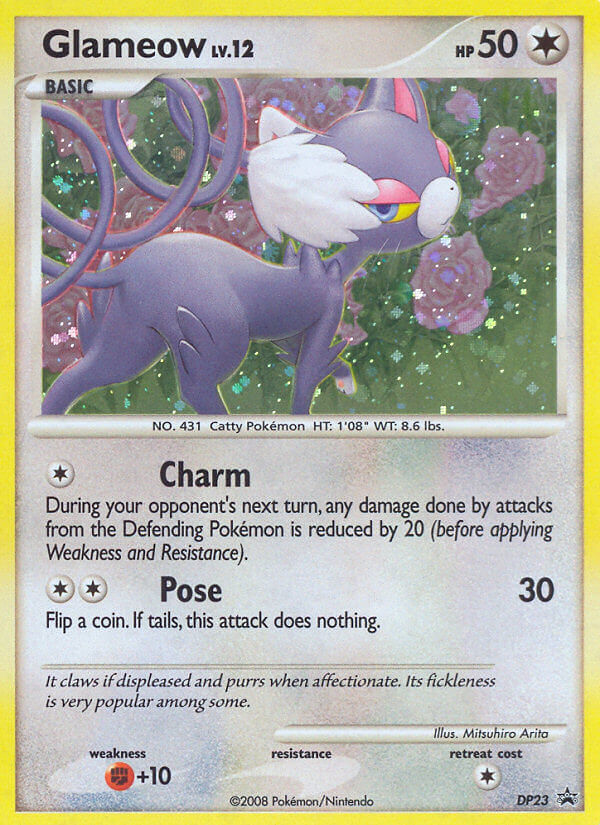 Glameow LV.12 HP 50
BASIC
NO. 431 Catty Pokémon HT: 1'08" WT: 8.6 lbs.
Charm
During your opponent's next turn, any damage done by attacks
from the Defending Pokémon is reduced by 20 (before applying
Weakness and Resistance).
Pose 30
Flip a coin. If tails, this attack does nothing.
It claws if displeased and purrs when affectionate. Its fickleness
is very popular among some.
Illus. Mitsuhiro Arita
weakness resistance retreat cost
+10
©2008 Pokémon/Nintendo DP23